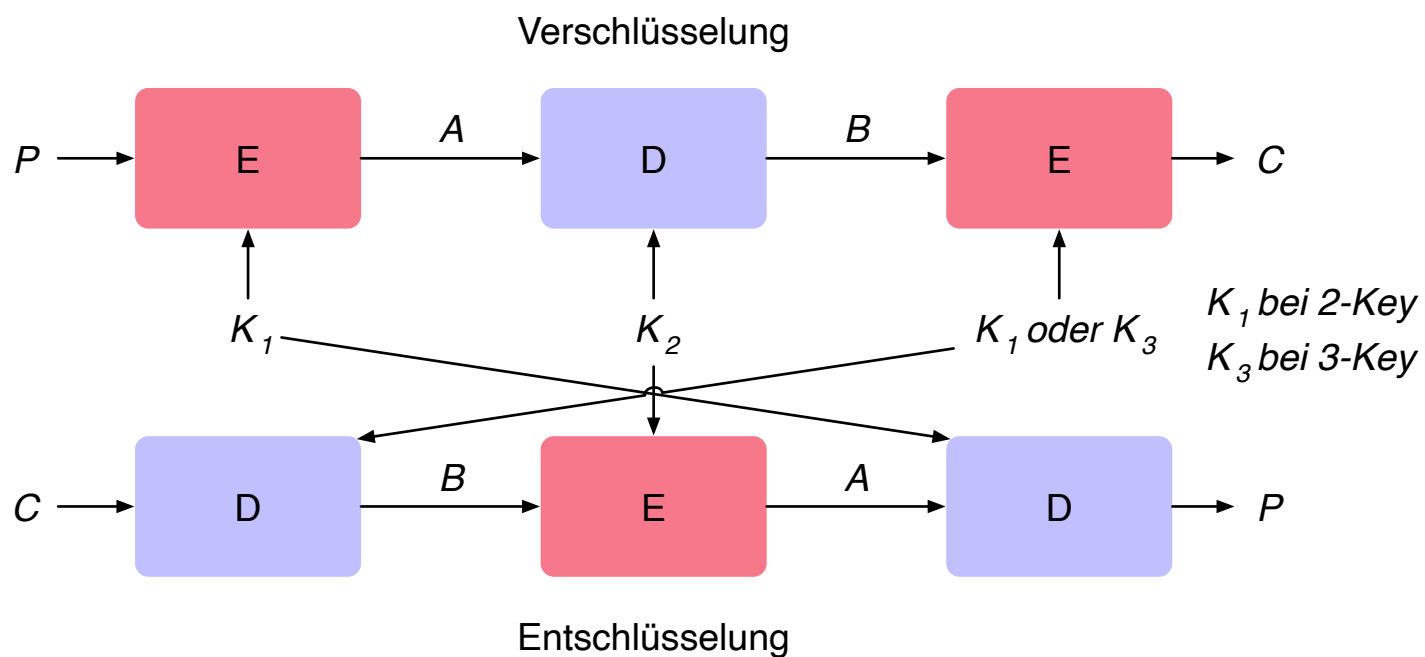 Verschlüsselung
A B
P E D E C
K1 K2 K1 oder K3
K1 bei 2-Key
K3 bei 3-Key
B A
C D E D P
Entschlüsselung